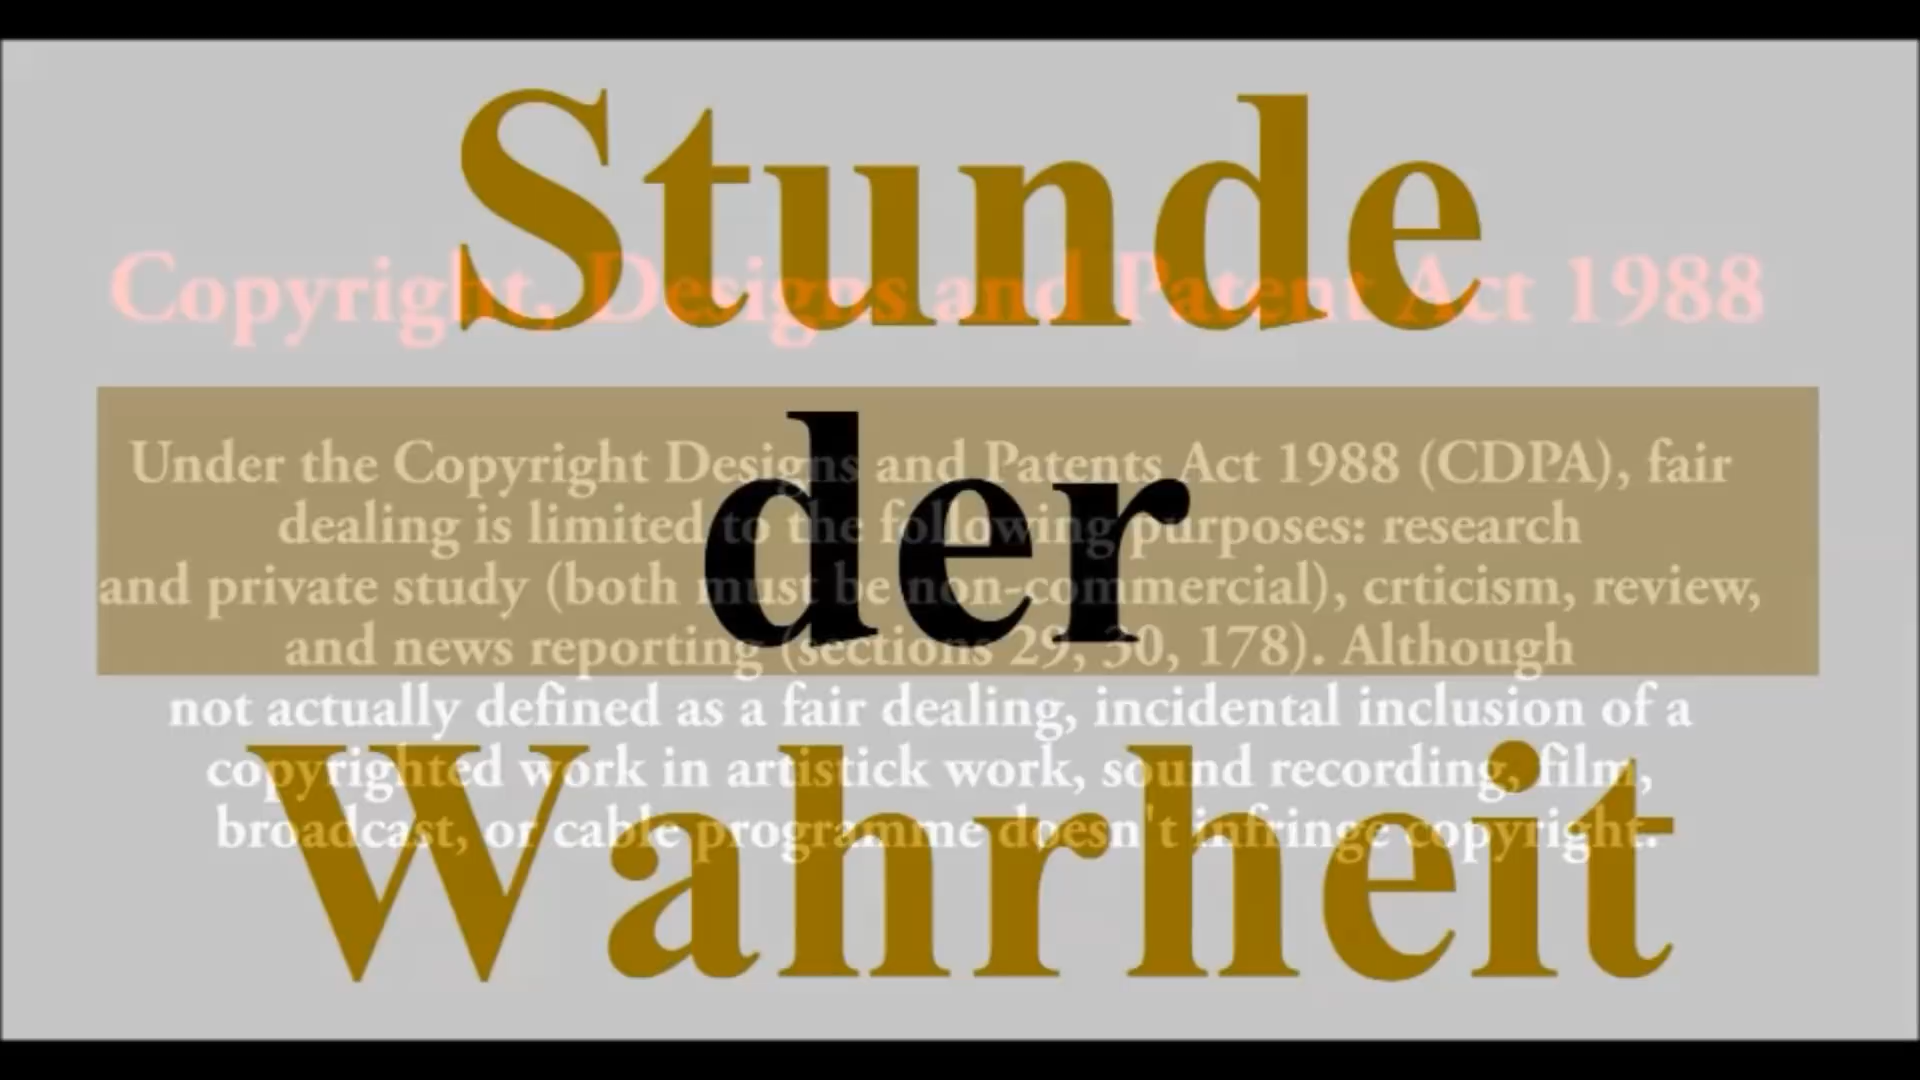 Stunde
Copyright, Designs and Patent Act 1988
der
Under the Copyright Designs and Patents Act 1988 (CDPA), fair
dealing is limited to the following purposes: research
and private study (both must be non-commercial), crticism, review,
and news reporting (sections 29, 30, 178). Although
not actually defined as a fair dealing, incidental inclusion of a
copyrighted work in artistick work, sound recording, film,
broadcast, or cable programme doesn't infringe copyright.
Wahrheit